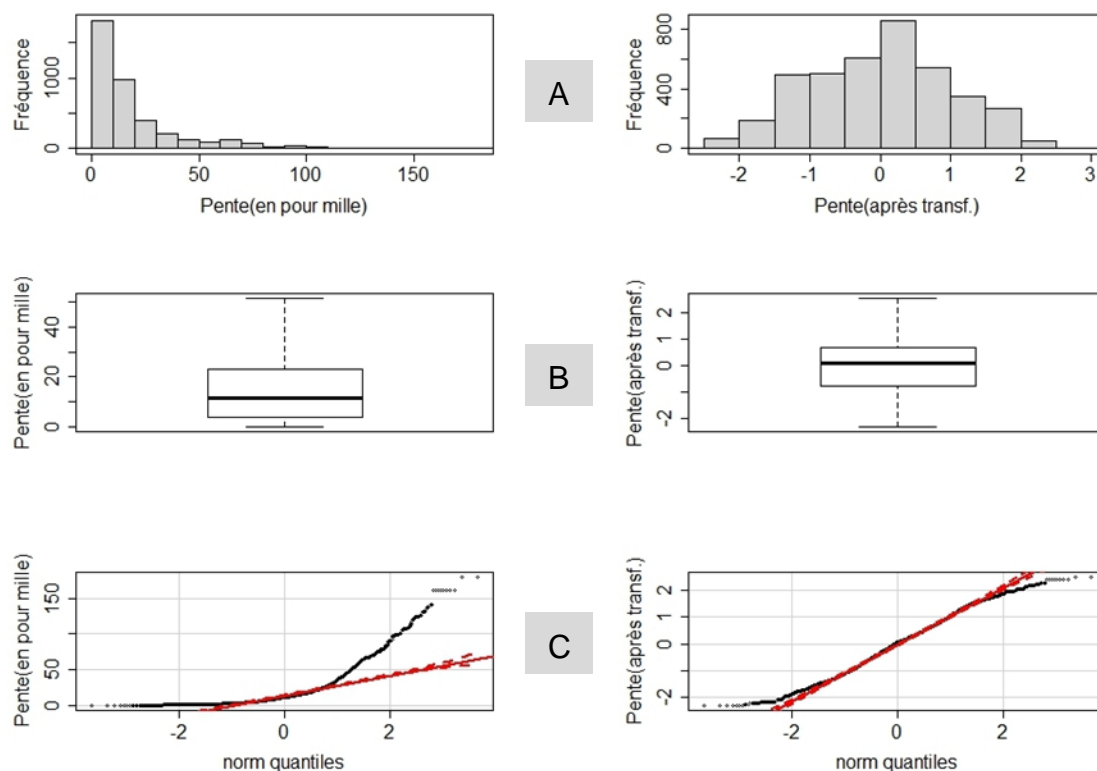 Fréquence
0 1000
0 50 100 150
Pente(en pour mille)
A
Fréquence
0 400 800
-2 -1 0 1 2 3
Pente(après transf.)
Pente(en pour mille)
0 20 40
B
Pente(après transf.)
-2 0 1 2
Pente(en pour mille)
0 50 150
-2 0 2
norm quantiles
C
Pente(après transf.)
-2 0 1 2
-2 0 2
norm quantiles